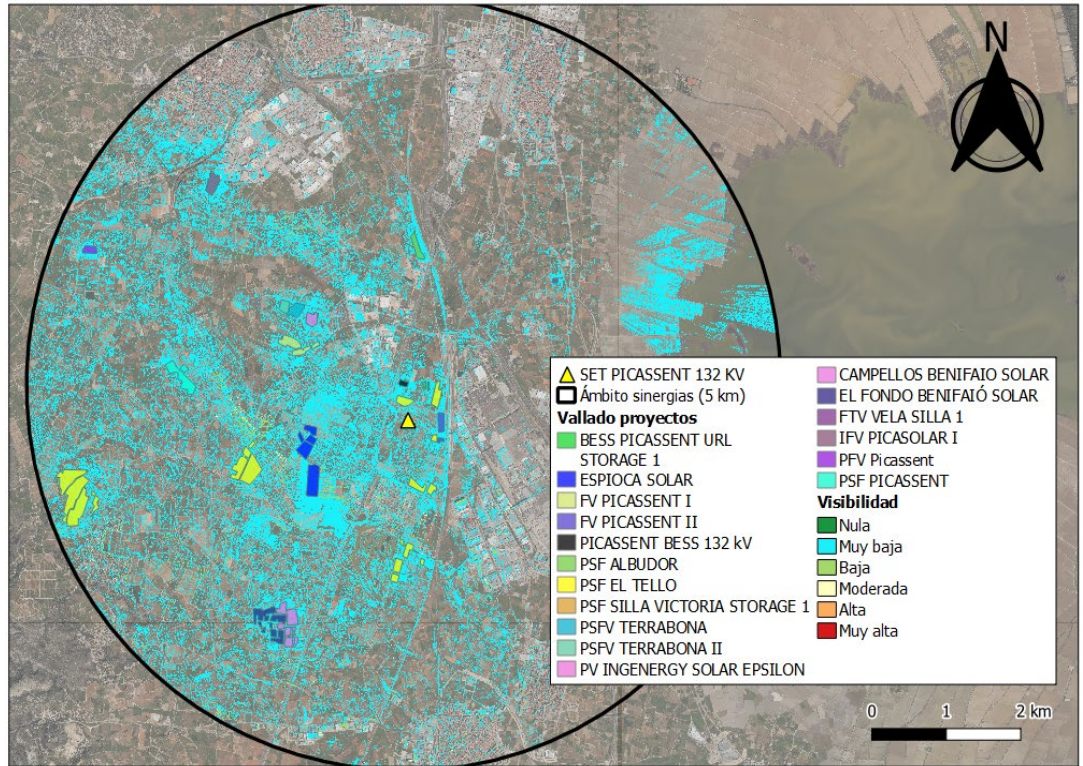 N
SET PICASSENT 132 KV
Ámbito sinergias (5 km)
Vallado proyectos
BESS PICASSENT URL
STORAGE 1
ESPIOCA SOLAR
FV PICASSENT I
FV PICASSENT II
PICASSENT BESS 132 kV
PSF ALBUDOR
PSF EL TELLO
PSF SILLA VICTORIA STORAGE 1
PSFV TERRABONA
PSFV TERRABONA II
PV INGENERGY SOLAR EPSILON
CAMPELLOS BENIFAIO SOLAR
EL FONDO BENIFAIÓ SOLAR
FTV VELA SILLA 1
IFV PICASOLAR I
PFV Picassent
PSF PICASSENT
Visibilidad
Nula
Muy baja
Baja
Moderada
Alta
Muy alta
0 1 2 km